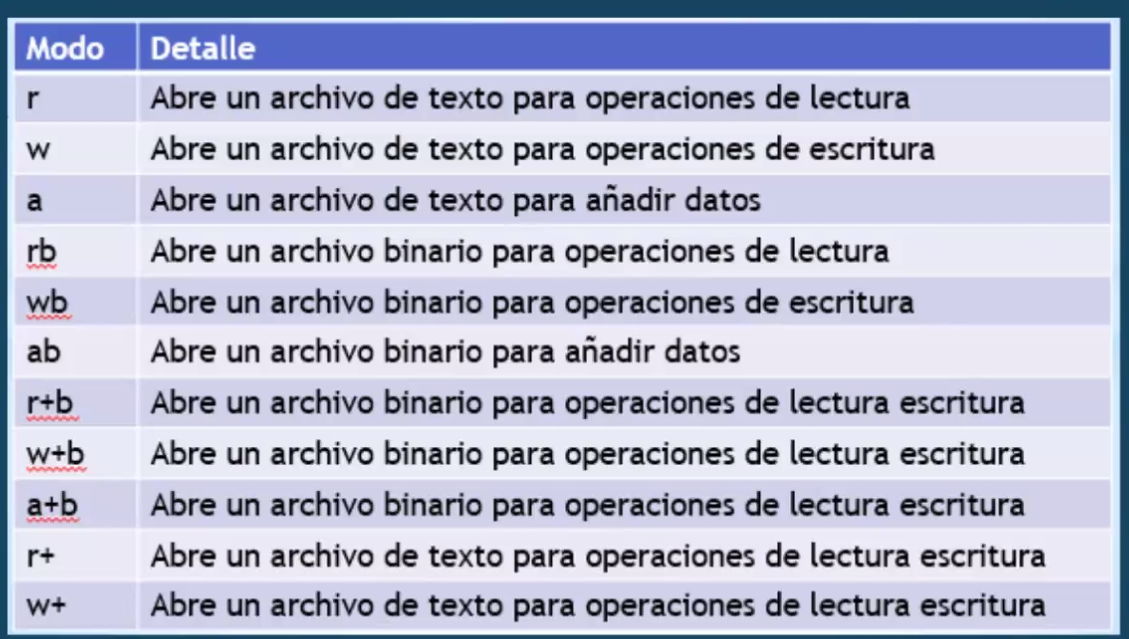 Modo Detalle
r Abre un archivo de texto para operaciones de lectura
w Abre un archivo de texto para operaciones de escritura
a Abre un archivo de texto para añadir datos
rb Abre un archivo binario para operaciones de lectura
wb Abre un archivo binario para operaciones de escritura
ab Abre un archivo binario para añadir datos
r+b Abre un archivo binario para operaciones de lectura escritura
w+b Abre un archivo binario para operaciones de lectura escritura
a+b Abre un archivo binario para operaciones de lectura escritura
r+ Abre un archivo de texto para operaciones de lectura escritura
w+ Abre un archivo de texto para operaciones de lectura escritura